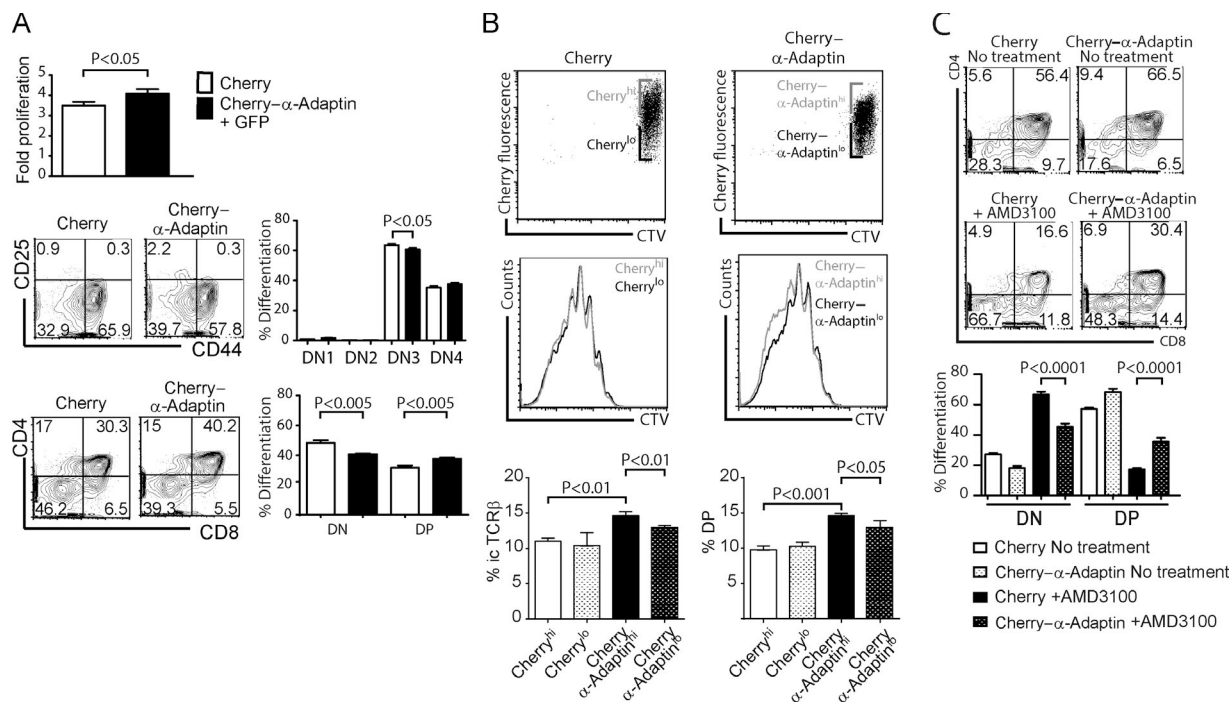 A
P<0.05
Fold proliferation
5
4
3
2
1
0
Cherry
Cherry–α-Adaptin
+ GFP
Cherry
Cherry–
α-Adaptin
CD25
0.9 0.3
2.2 0.3
32.9 65.9
39.7 57.8
CD44
% Differentiation
80
60
40
20
0
P<0.05
DN1 DN2 DN3 DN4
Cherry
Cherry–
α-Adaptin
CD4
17 30.3
15 40.2
46.2 6.5
39.3 5.5
CD8
% Differentiation
80
60
40
20
0
P<0.005 P<0.005
DN DP
B
Cherry
Cherry–
α-Adaptin
Cherry fluorescence
Cherryhi
Cherrylo
CTV
Cherry fluorescence
Cherry–
α-Adaptinhi
Cherry–
α-Adaptinlo
CTV
Counts
Cherryhi
Cherrylo
CTV
Counts
Cherry–
α-Adaptinhi
Cherry–
α-Adaptinlo
CTV
% ic TCRβ
20
15
10
5
0
P<0.01
P<0.01
Cherryhi
Cherrylo
Cherry
α-Adaptinhi
Cherry
α-Adaptinlo
% DP
20
15
10
5
P<0.05
P<0.001
Cherryhi
Cherrylo
Cherry
α-Adaptinhi
Cherry
α-Adaptinlo
C
CD4
Cherry
No treatment
Cherry–α-Adaptin
No treatment
5.6 56.4
9.4 66.5
28.3 9.7
17.6 6.5
Cherry
+ AMD3100
Cherry–α-Adaptin
+ AMD3100
4.9 16.6
6.9 30.4
66.7 11.8
48.3 14.4
CD8
% Differentiation
80
60
40
20
0
P<0.0001 P<0.0001
DN DP
Cherry No treatment
Cherry–α-Adaptin No treatment
Cherry +AMD3100
Cherry–α-Adaptin +AMD3100